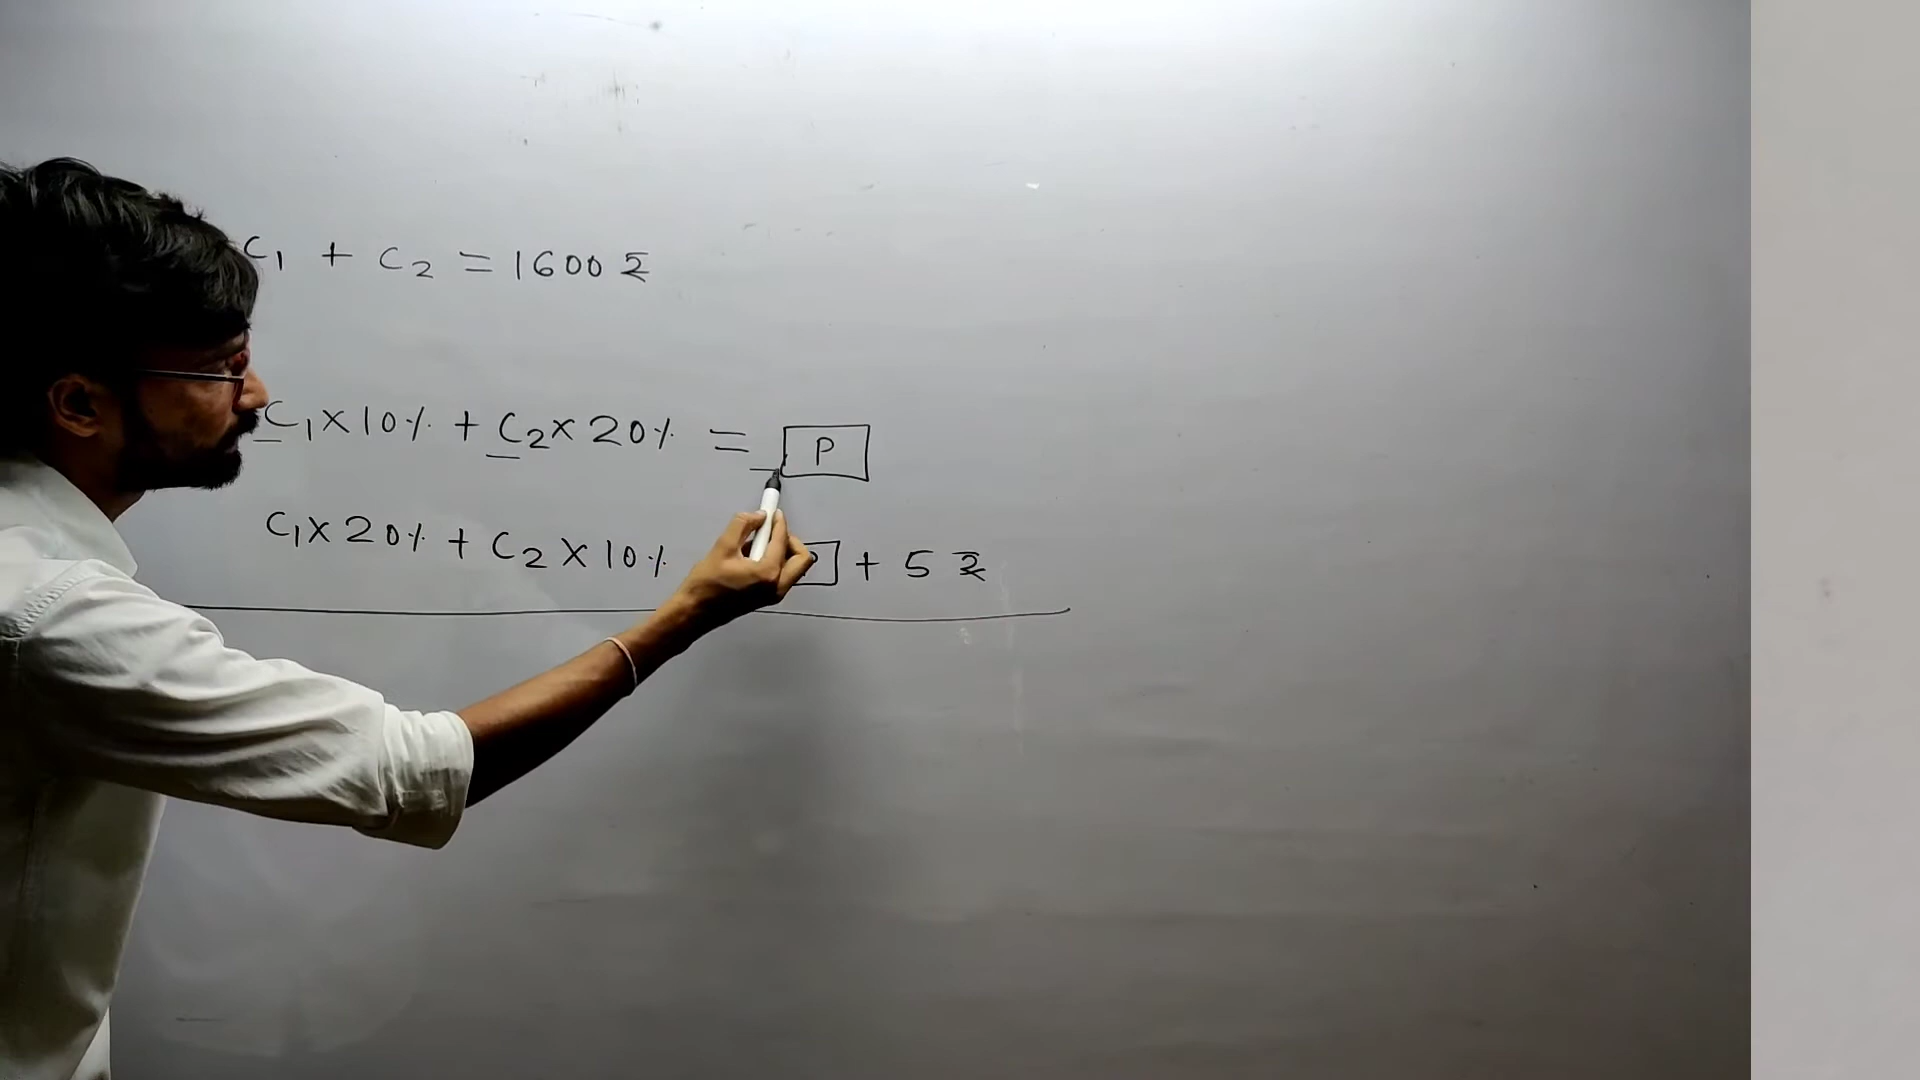 C₁ + C₂ = 1600 ₹
C₁ × 10% + C₂ × 20% = P
C₁ × 20% + C₂ × 10% P + 5 ₹